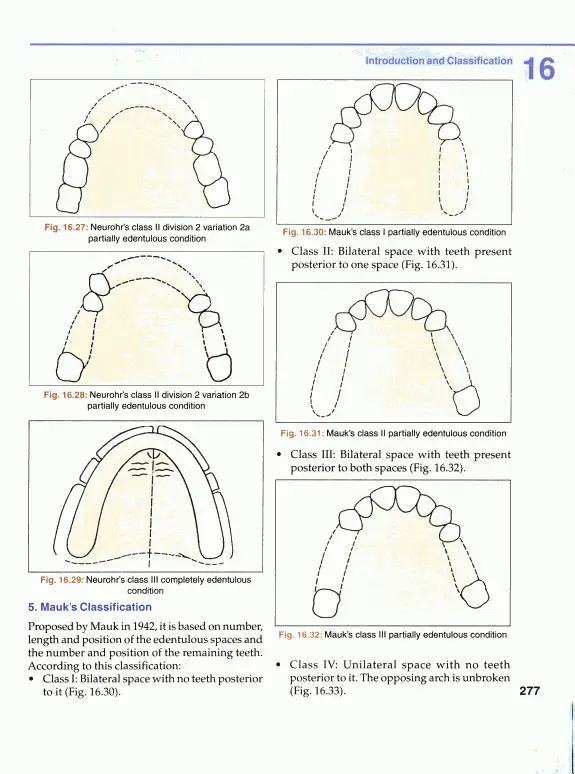 Introduction and Classification
16
Fig. 16.27: Neurohr's class II division 2 variation 2a
partially edentulous condition
Fig. 16.28: Neurohr's class II division 2 variation 2b
partially edentulous condition
Fig. 16.29: Neurohr's class III completely edentulous
condition
5. Mauk's Classification
Proposed by Mauk in 1942, it is based on number,
length and position of the edentulous spaces and
the number and position of the remaining teeth.
According to this classification:
• Class I: Bilateral space with no teeth posterior
to it (Fig. 16.30).
Fig. 16.30: Mauk's class I partially edentulous condition
• Class II: Bilateral space with teeth present
posterior to one space (Fig. 16.31).
Fig. 16.31: Mauk's class II partially edentulous condition
• Class III: Bilateral space with teeth present
posterior to both spaces (Fig. 16.32).
Fig. 16.32: Mauk's class III partially edentulous condition
• Class IV: Unilateral space with no teeth
posterior to it. The opposing arch is unbroken
(Fig. 16.33).
277